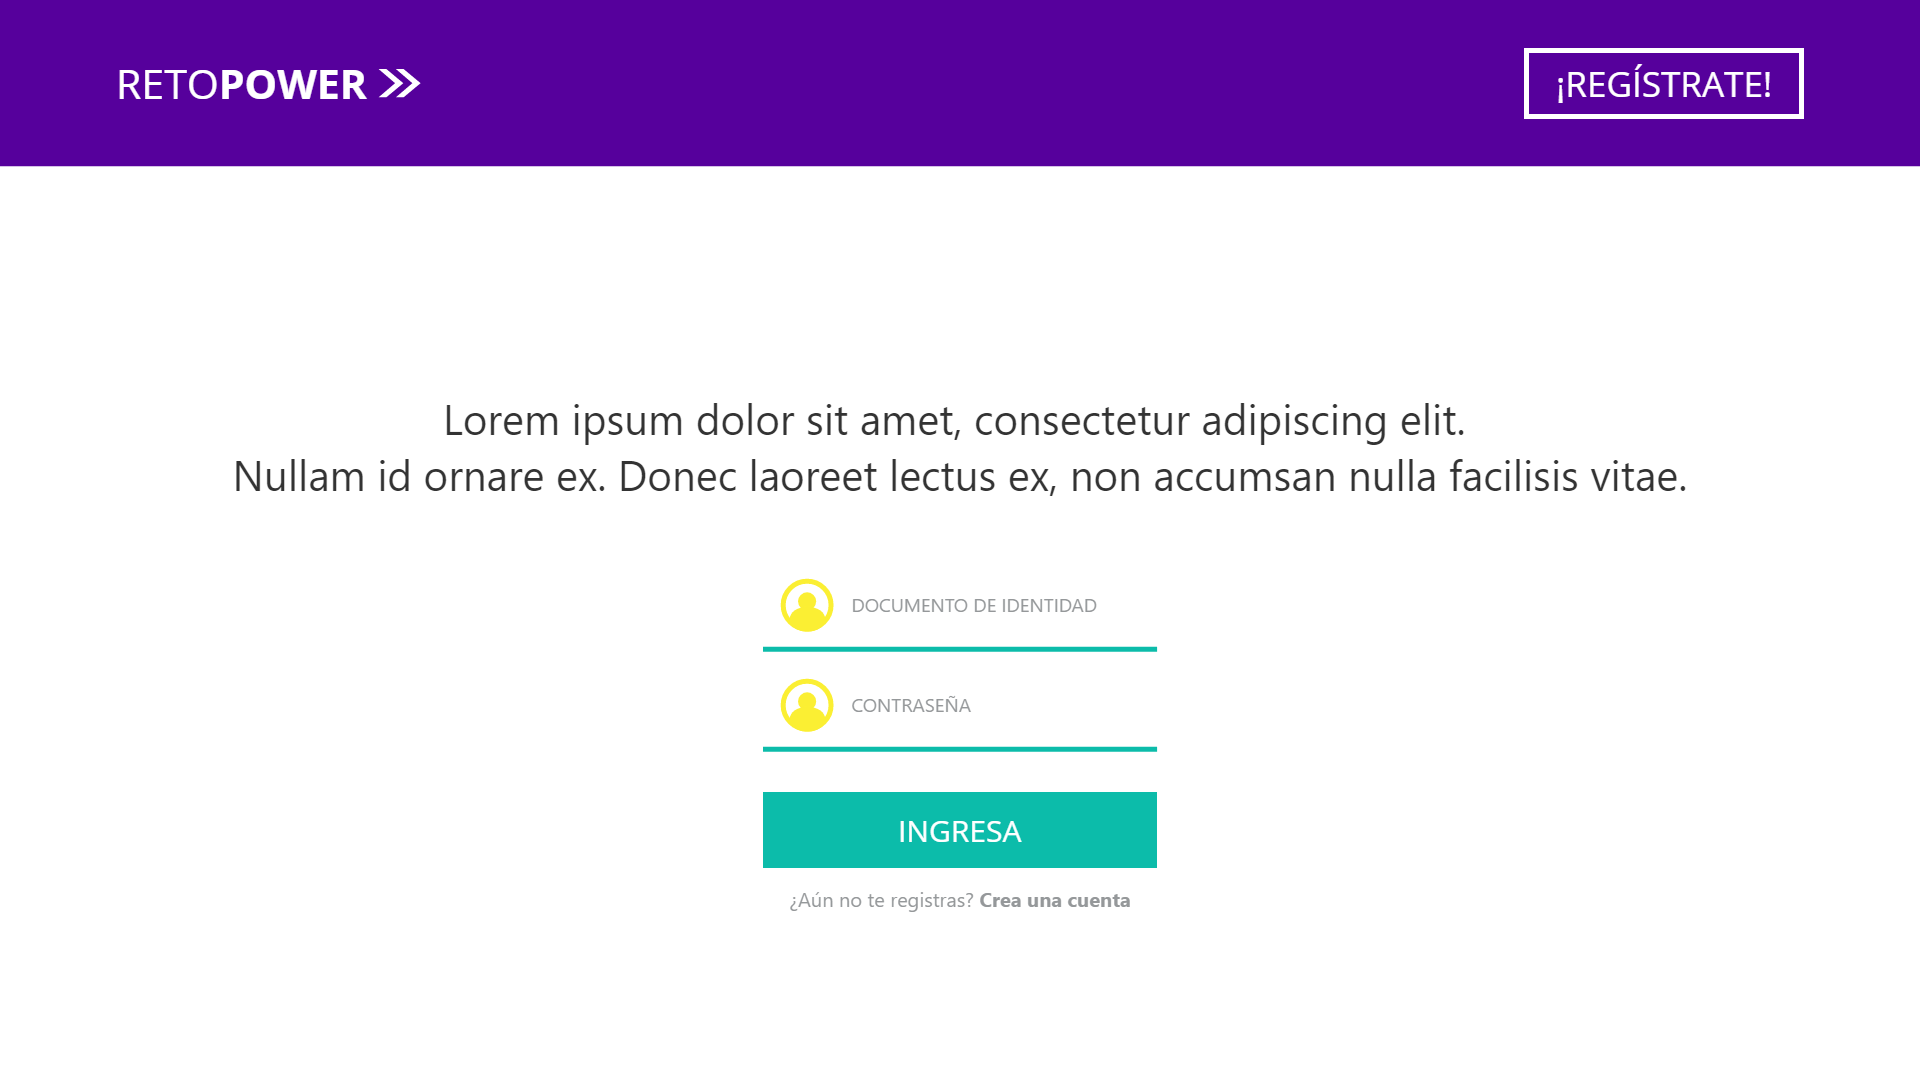 RETOPOWER
¡REGÍSTRATE!
Lorem ipsum dolor sit amet, consectetur adipiscing elit.
Nullam id ornare ex. Donec laoreet lectus ex, non accumsan nulla facilisis vitae.
DOCUMENTO DE IDENTIDAD
CONTRASEÑA
INGRESA
¿Aún no te registras? Crea una cuenta